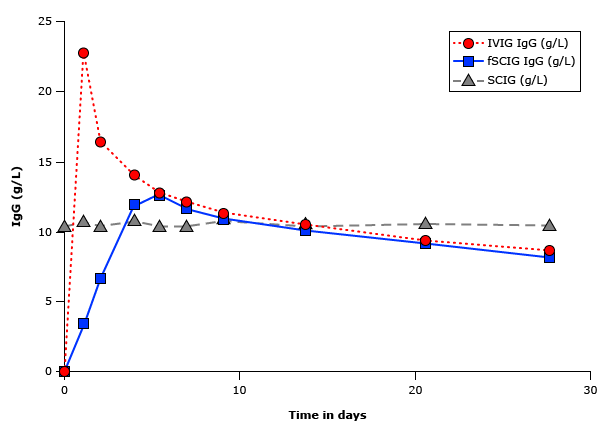 25
20
15
10
5
0
IgG (g/L)
IVIG IgG (g/L)
fSCIG IgG (g/L)
SCIG (g/L)
0 10 20 30
Time in days